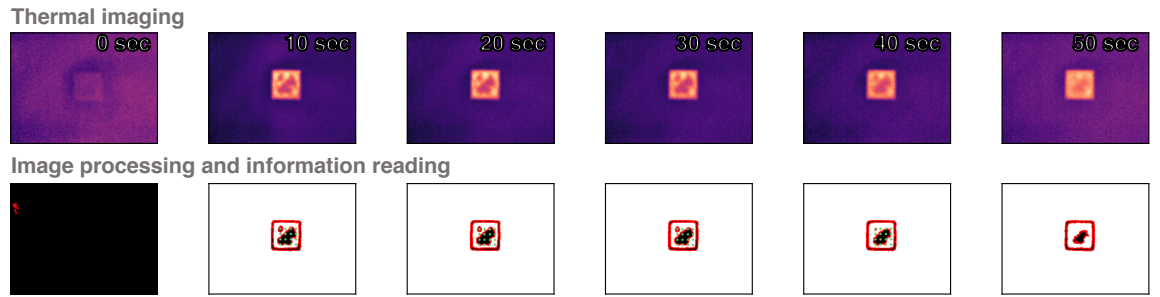 Thermal imaging
0 sec
10 sec
20 sec
30 sec
40 sec
50 sec
Image processing and information reading